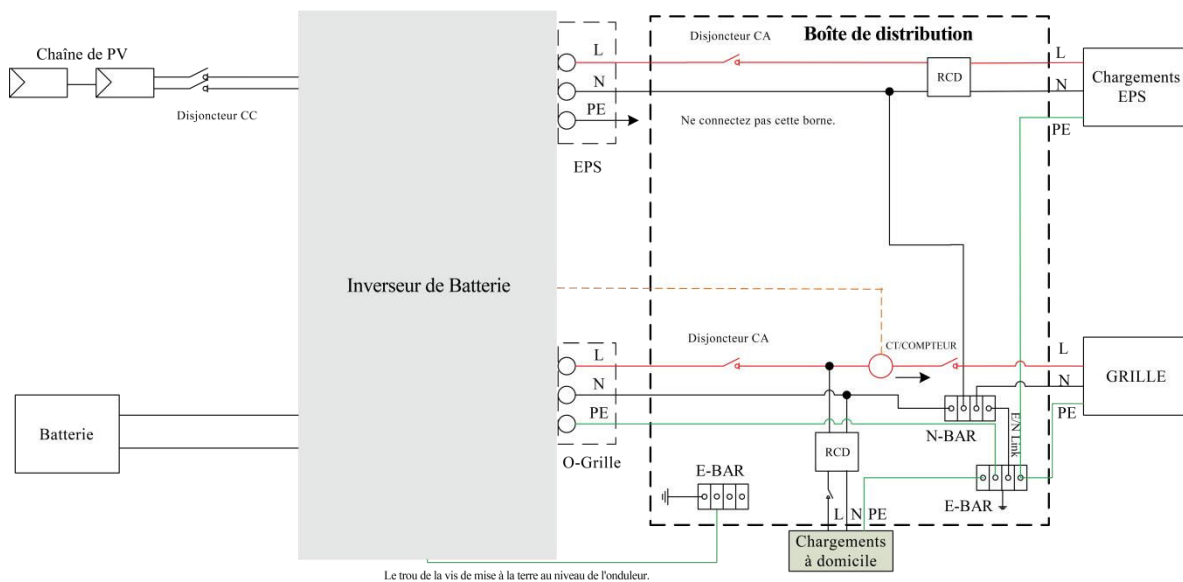 Boîte de distribution
Chaîne de PV
Disjoncteur CC
L
N
PE
EPS
Disjoncteur CA
RCD
Ne connectez pas cette borne.
L
N
PE
Chargements
EPS
Inverseur de Batterie
Batterie
L
N
PE
O-Grille
Disjoncteur CA
CT/COMPTEUR
L
N
PE
GRILLE
N-BAR
E/N Link
RCD
E-BAR
E-BAR
L N PE
Chargements
à domicile
Le trou de la vis de mise à la terre au niveau de l'onduleur.